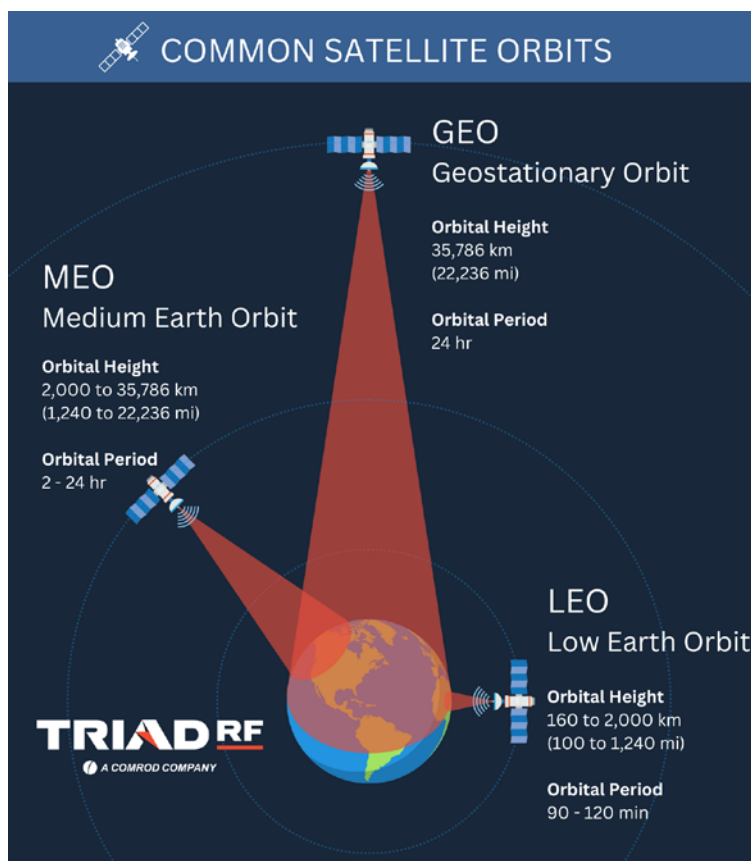 COMMON SATELLITE ORBITS
GEO
Geostationary Orbit
Orbital Height
35,786 km
(22,236 mi)
Orbital Period
24 hr
MEO
Medium Earth Orbit
Orbital Height
2,000 to 35,786 km
(1,240 to 22,236 mi)
Orbital Period
2 - 24 hr
LEO
Low Earth Orbit
Orbital Height
160 to 2,000 km
(100 to 1,240 mi)
Orbital Period
90 - 120 min
TRIAD RF
A COMROD COMPANY